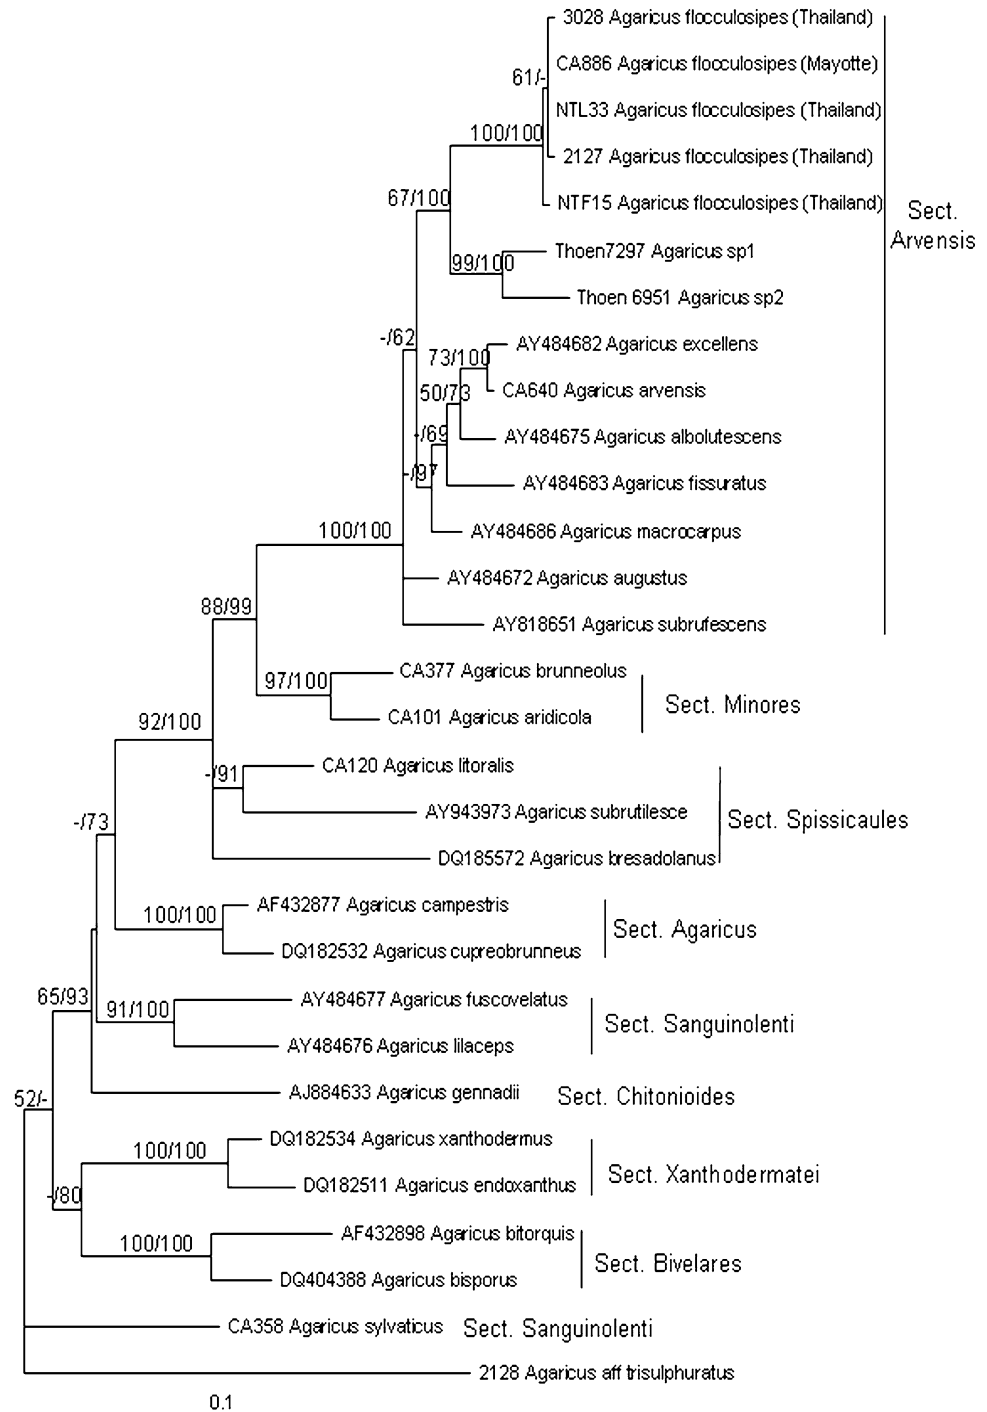 3028 Agaricus flocculosipes (Thailand)
CA886 Agaricus flocculosipes (Mayotte)
61/-
NTL33 Agaricus flocculosipes (Thailand)
100/100
2127 Agaricus flocculosipes (Thailand)
67/100
NTF15 Agaricus flocculosipes (Thailand)
Sect.
Arvensis
Thoen7297 Agaricus sp1
99/100
Thoen 6951 Agaricus sp2
-/62
AY484682 Agaricus excellens
73/100
CA640 Agaricus arvensis
50/73
AY484675 Agaricus albolutescens
-/69
-/97
AY484683 Agaricus fissuratus
100/100
AY484686 Agaricus macrocarpus
AY484672 Agaricus augustus
88/99
AY818651 Agaricus subrufescens
CA377 Agaricus brunneolus
97/100
Sect. Minores
CA101 Agaricus aridicola
92/100
CA120 Agaricus litoralis
-/91
AY943973 Agaricus subrutilesce
Sect. Spissicaules
-/73
DQ185572 Agaricus bresadolanus
AF432877 Agaricus campestris
100/100
Sect. Agaricus
DQ182532 Agaricus cupreobrunneus
65/93
AY484677 Agaricus fuscovelatus
91/100
Sect. Sanguinolenti
AY484676 Agaricus lilaceps
AJ884633 Agaricus gennadii
Sect. Chitonioides
52/-
DQ182534 Agaricus xanthodermus
100/100
Sect. Xanthodermatei
DQ182511 Agaricus endoxanthus
-/80
AF432898 Agaricus bitorquis
100/100
Sect. Bivelares
DQ404388 Agaricus bisporus
CA358 Agaricus sylvaticus
Sect. Sanguinolenti
2128 Agaricus aff trisulphuratus
0.1